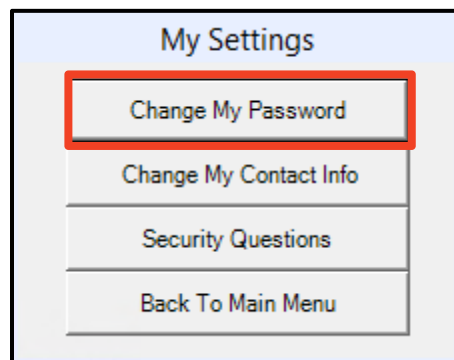 My Settings
Change My Password
Change My Contact Info
Security Questions
Back To Main Menu